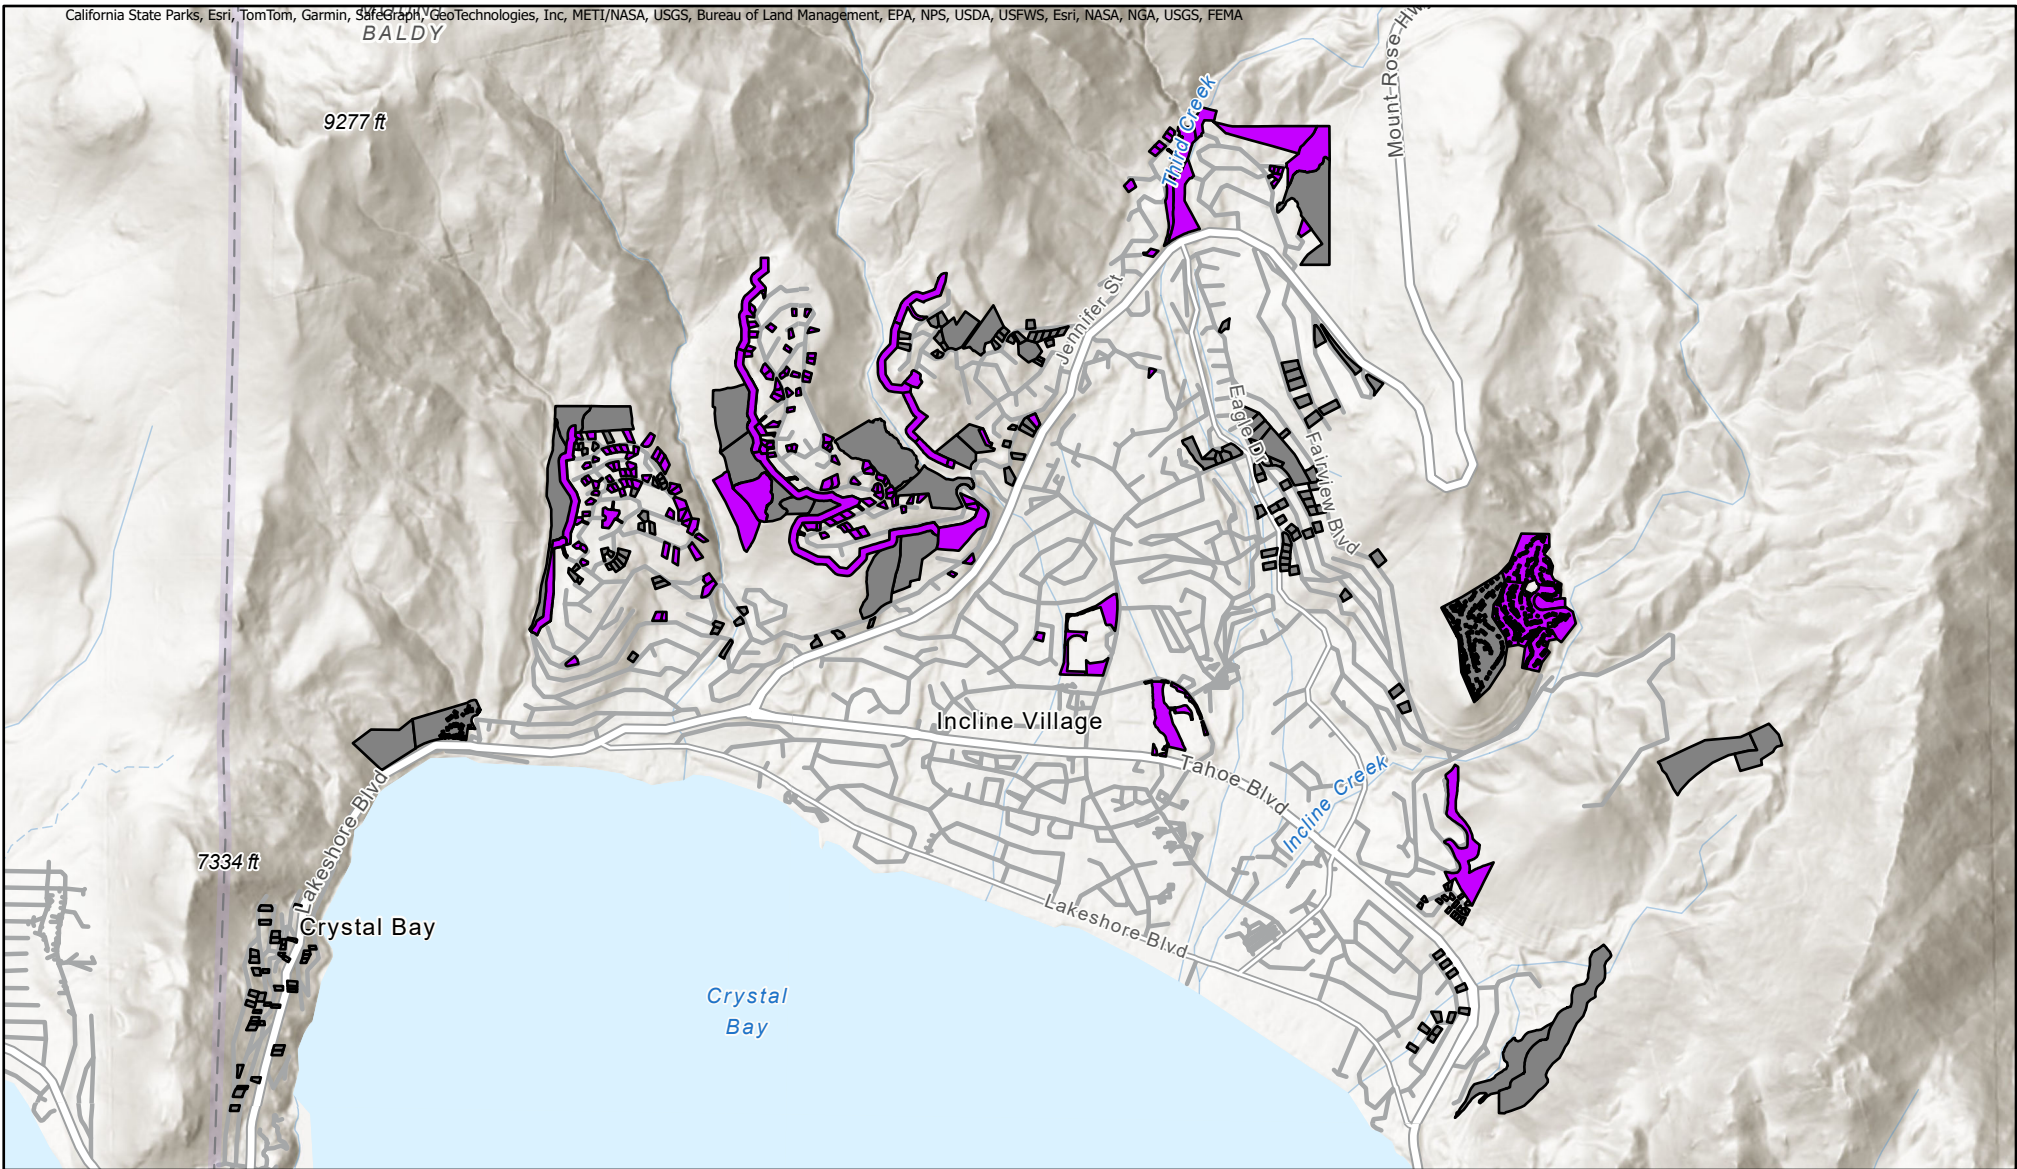 California State Parks, Esri, TomTom, Garmin, SafeGraph, GeoTechnologies, Inc, METI/NASA, USGS, Bureau of Land Management, EPA, NPS, USDA, USFWS, Esri, NASA, NGA, USGS, FEMA
BALDY
9277 ft
Mount Rose Hwy
Third Creek
Jennifer St
Eagle Dr
Fairview Blvd
Incline Village
Tahoe Blvd
Incline Creek
Lakeshore Blvd
7334 ft
Crystal Bay
Lakeshore Blvd
Crystal
Bay